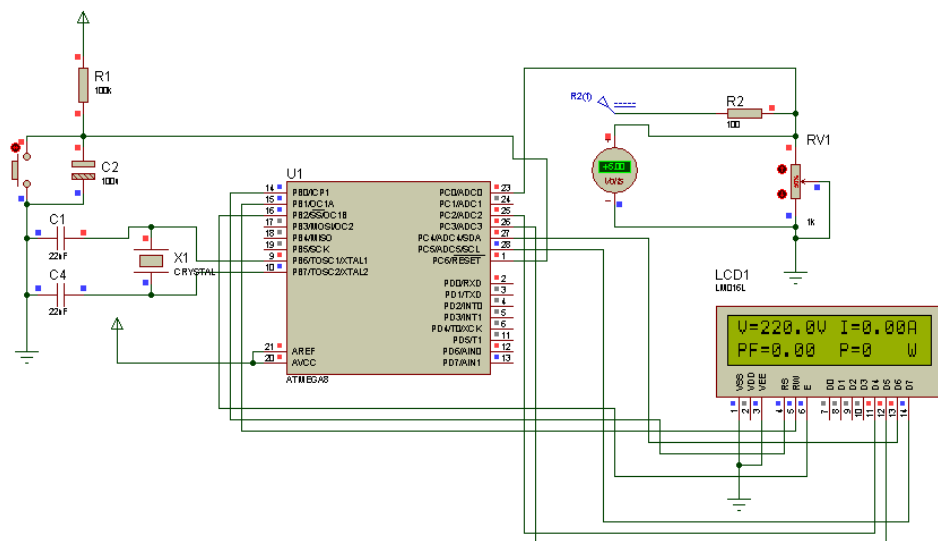 R1
100k
C2
100n
C1
22nF
X1
CRYSTAL
C4
22nF
U1
14 PB0/ICP1
15 PB1/OC1A
16 PB2/SS/OC1B
17 PB3/MOSI/OC2
18 PB4/MISO
19 PB5/SCK
9 PB6/TOSC1/XTAL1
10 PB7/TOSC2/XTAL2
21 AREF
20 AVCC
PC0/ADC0 23
PC1/ADC1 24
PC2/ADC2 25
PC3/ADC3 26
PC4/ADC4/SDA 27
PC5/ADC5/SCL 28
PC6/RESET 1
PD0/RXD 2
PD1/TXD 3
PD2/INT0 4
PD3/INT1 5
PD4/T0/XCK 6
PD5/T1 11
PD6/AIN0 12
PD7/AIN1 13
ATMEGA8
R2(1)
R2
100
+5.00
Volts
RV1
1k
LCD1
LM016L
V=220.0V I=0.00A
PF=0.00 P=0 W
VSS VDD VEE RS RW E D0 D1 D2 D3 D4 D5 D6 D7
1 2 3 4 5 6 7 8 9 10 11 12 13 14